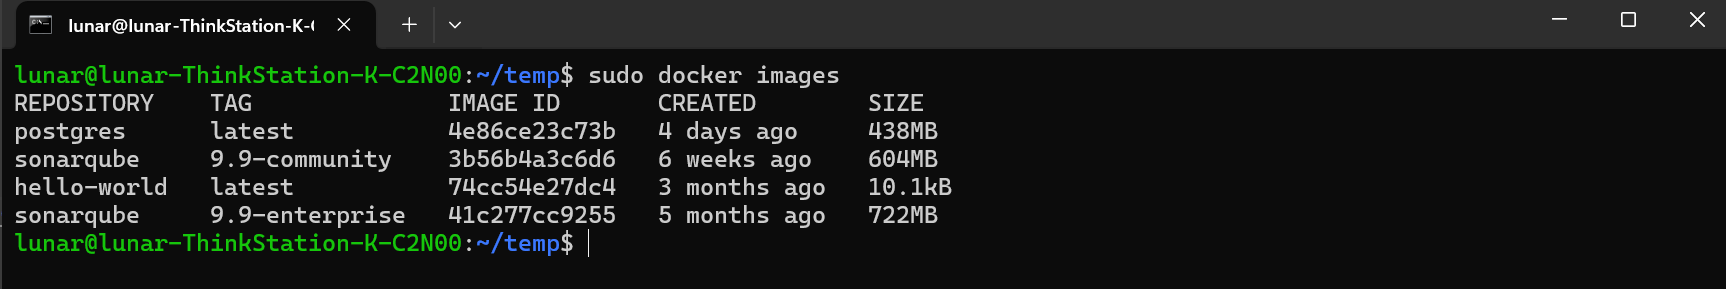 lunar@lunar-ThinkStation-K-C
lunar@lunar-ThinkStation-K-C2N00:~/temp$ sudo docker images
REPOSITORY TAG IMAGE ID CREATED SIZE
postgres latest 4e86ce23c73b 4 days ago 438MB
sonarqube 9.9-community 3b56b4a3c6d6 6 weeks ago 604MB
hello-world latest 74cc54e27dc4 3 months ago 10.1kB
sonarqube 9.9-enterprise 41c277cc9255 5 months ago 722MB
lunar@lunar-ThinkStation-K-C2N00:~/temp$